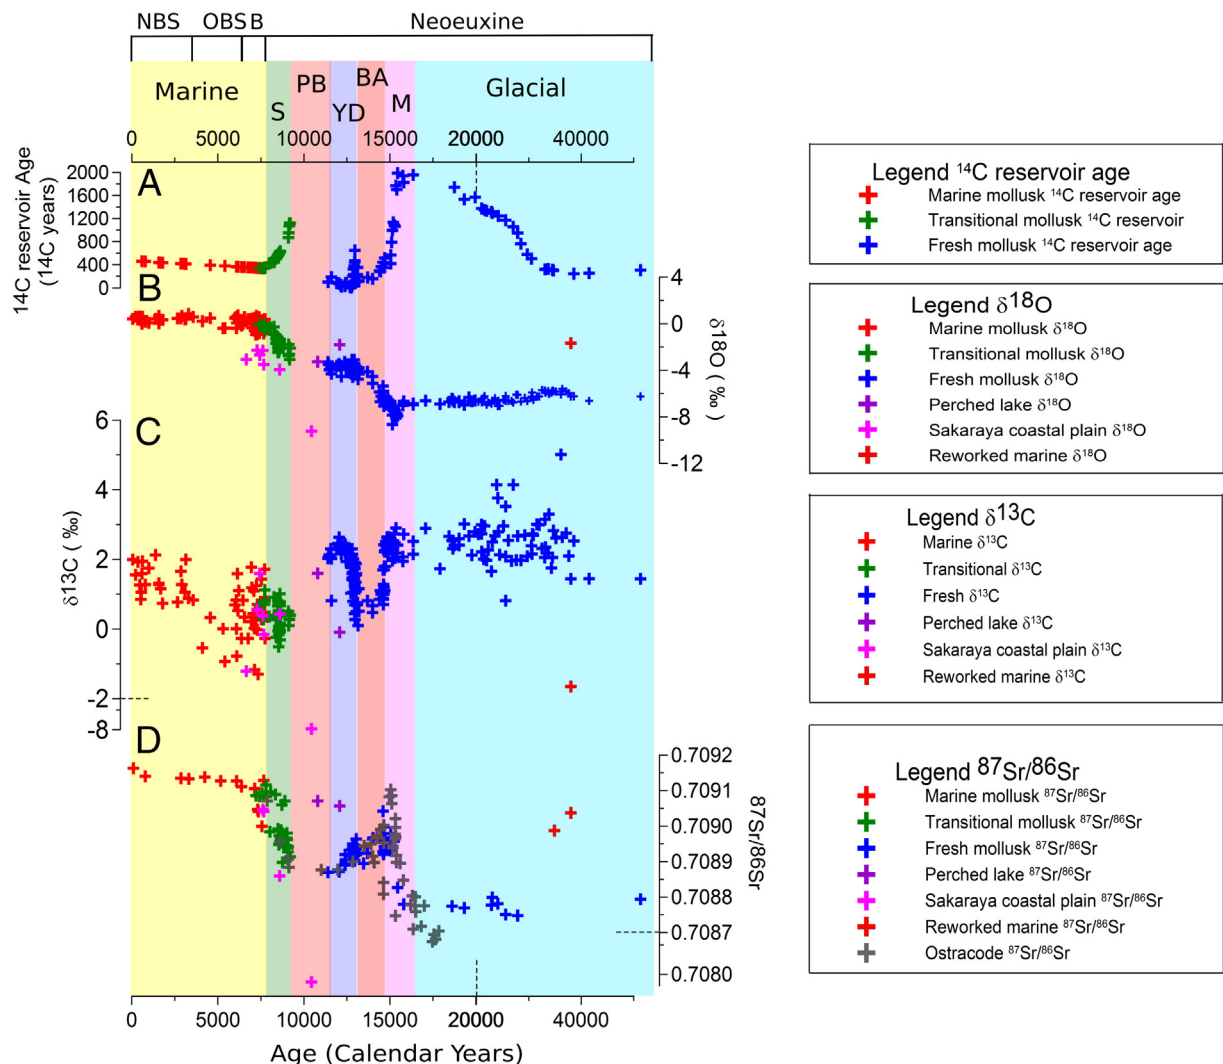 NBS OBS B Neoeuxine
Marine S PB YD BA M Glacial
0 5000 10000 15000 20000 40000
A
2000
1600
1200
800
400
0
14C reservoir Age
(14C years)
B
4
0
-4
-8
-12
δ18O ( ‰ )
C
6
4
2
0
-2
-8
δ13C ( ‰ )
D
0.7092
0.7091
0.7090
0.7089
0.7088
0.7087
0.7080
87Sr/86Sr
0 5000 10000 15000 20000 40000
Age (Calendar Years)
Legend ¹⁴C reservoir age
Marine mollusk ¹⁴C reservoir age
Transitional mollusk ¹⁴C reservoir
Fresh mollusk ¹⁴C reservoir age
Legend δ¹⁸O
Marine mollusk δ¹⁸O
Transitional mollusk δ¹⁸O
Fresh mollusk δ¹⁸O
Perched lake δ¹⁸O
Sakaraya coastal plain δ¹⁸O
Reworked marine δ¹⁸O
Legend δ¹³C
Marine δ¹³C
Transitional δ¹³C
Fresh δ¹³C
Perched lake δ¹³C
Sakaraya coastal plain δ¹³C
Reworked marine δ¹³C
Legend ⁸⁷Sr/⁸⁶Sr
Marine mollusk ⁸⁷Sr/⁸⁶Sr
Transitional mollusk ⁸⁷Sr/⁸⁶Sr
Fresh mollusk ⁸⁷Sr/⁸⁶Sr
Perched lake ⁸⁷Sr/⁸⁶Sr
Sakaraya coastal plain ⁸⁷Sr/⁸⁶Sr
Reworked marine ⁸⁷Sr/⁸⁶Sr
Ostracode ⁸⁷Sr/⁸⁶Sr